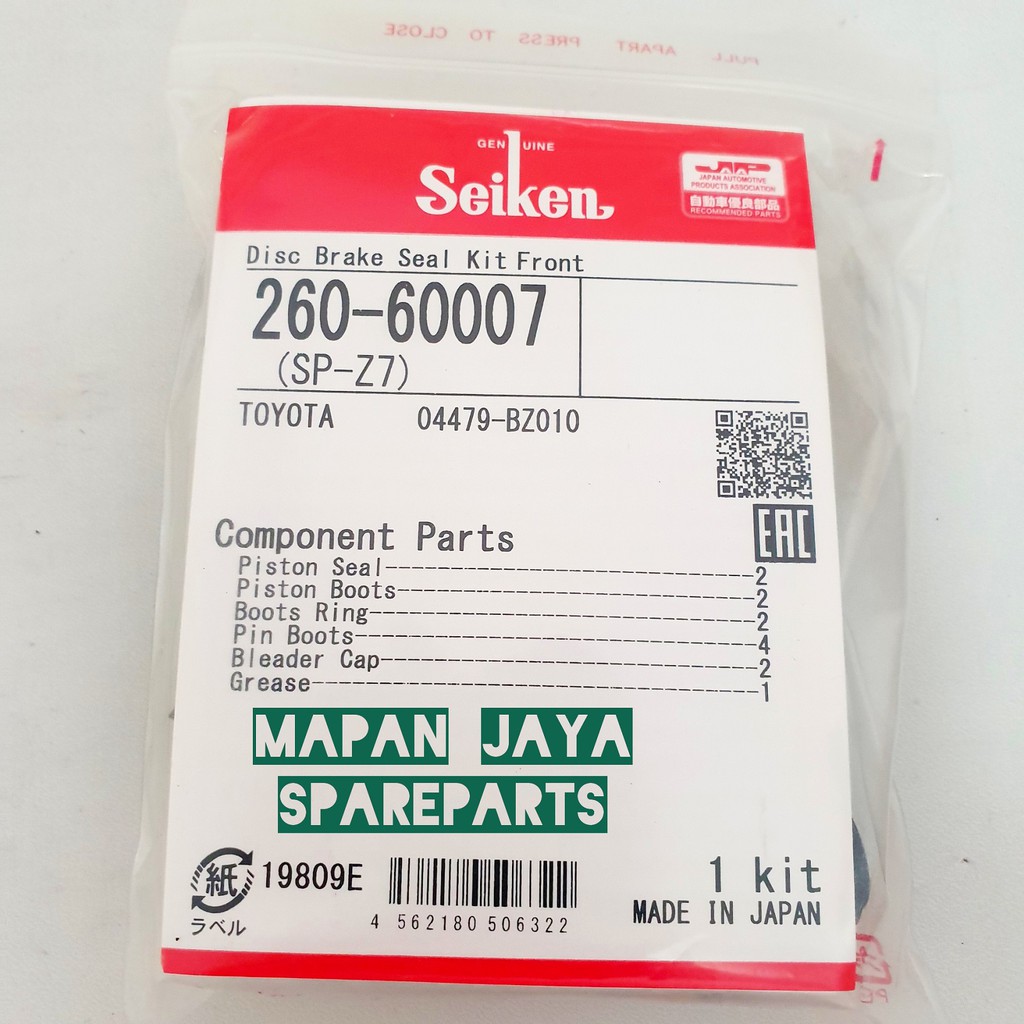 PULL APART PRESS TO CLOSE
GENUINE
Seiken
JAPA
JAPAN AUTOMOTIVE
PRODUCTS ASSOCIATION
自動車優良部品
RECOMMENDED PARTS
Disc Brake Seal Kit Front
260-60007
(SP-Z7)
TOYOTA 04479-BZ010
EAC
Component Parts
Piston Seal----------2
Piston Boots----------2
Boots Ring----------2
Pin Boots----------4
Bleader Cap----------2
Grease----------1
MAPAN JAYA
SPAREPARTS
紙
ラベル
19809E
4 562180 506322
1 kit
MADE IN JAPAN